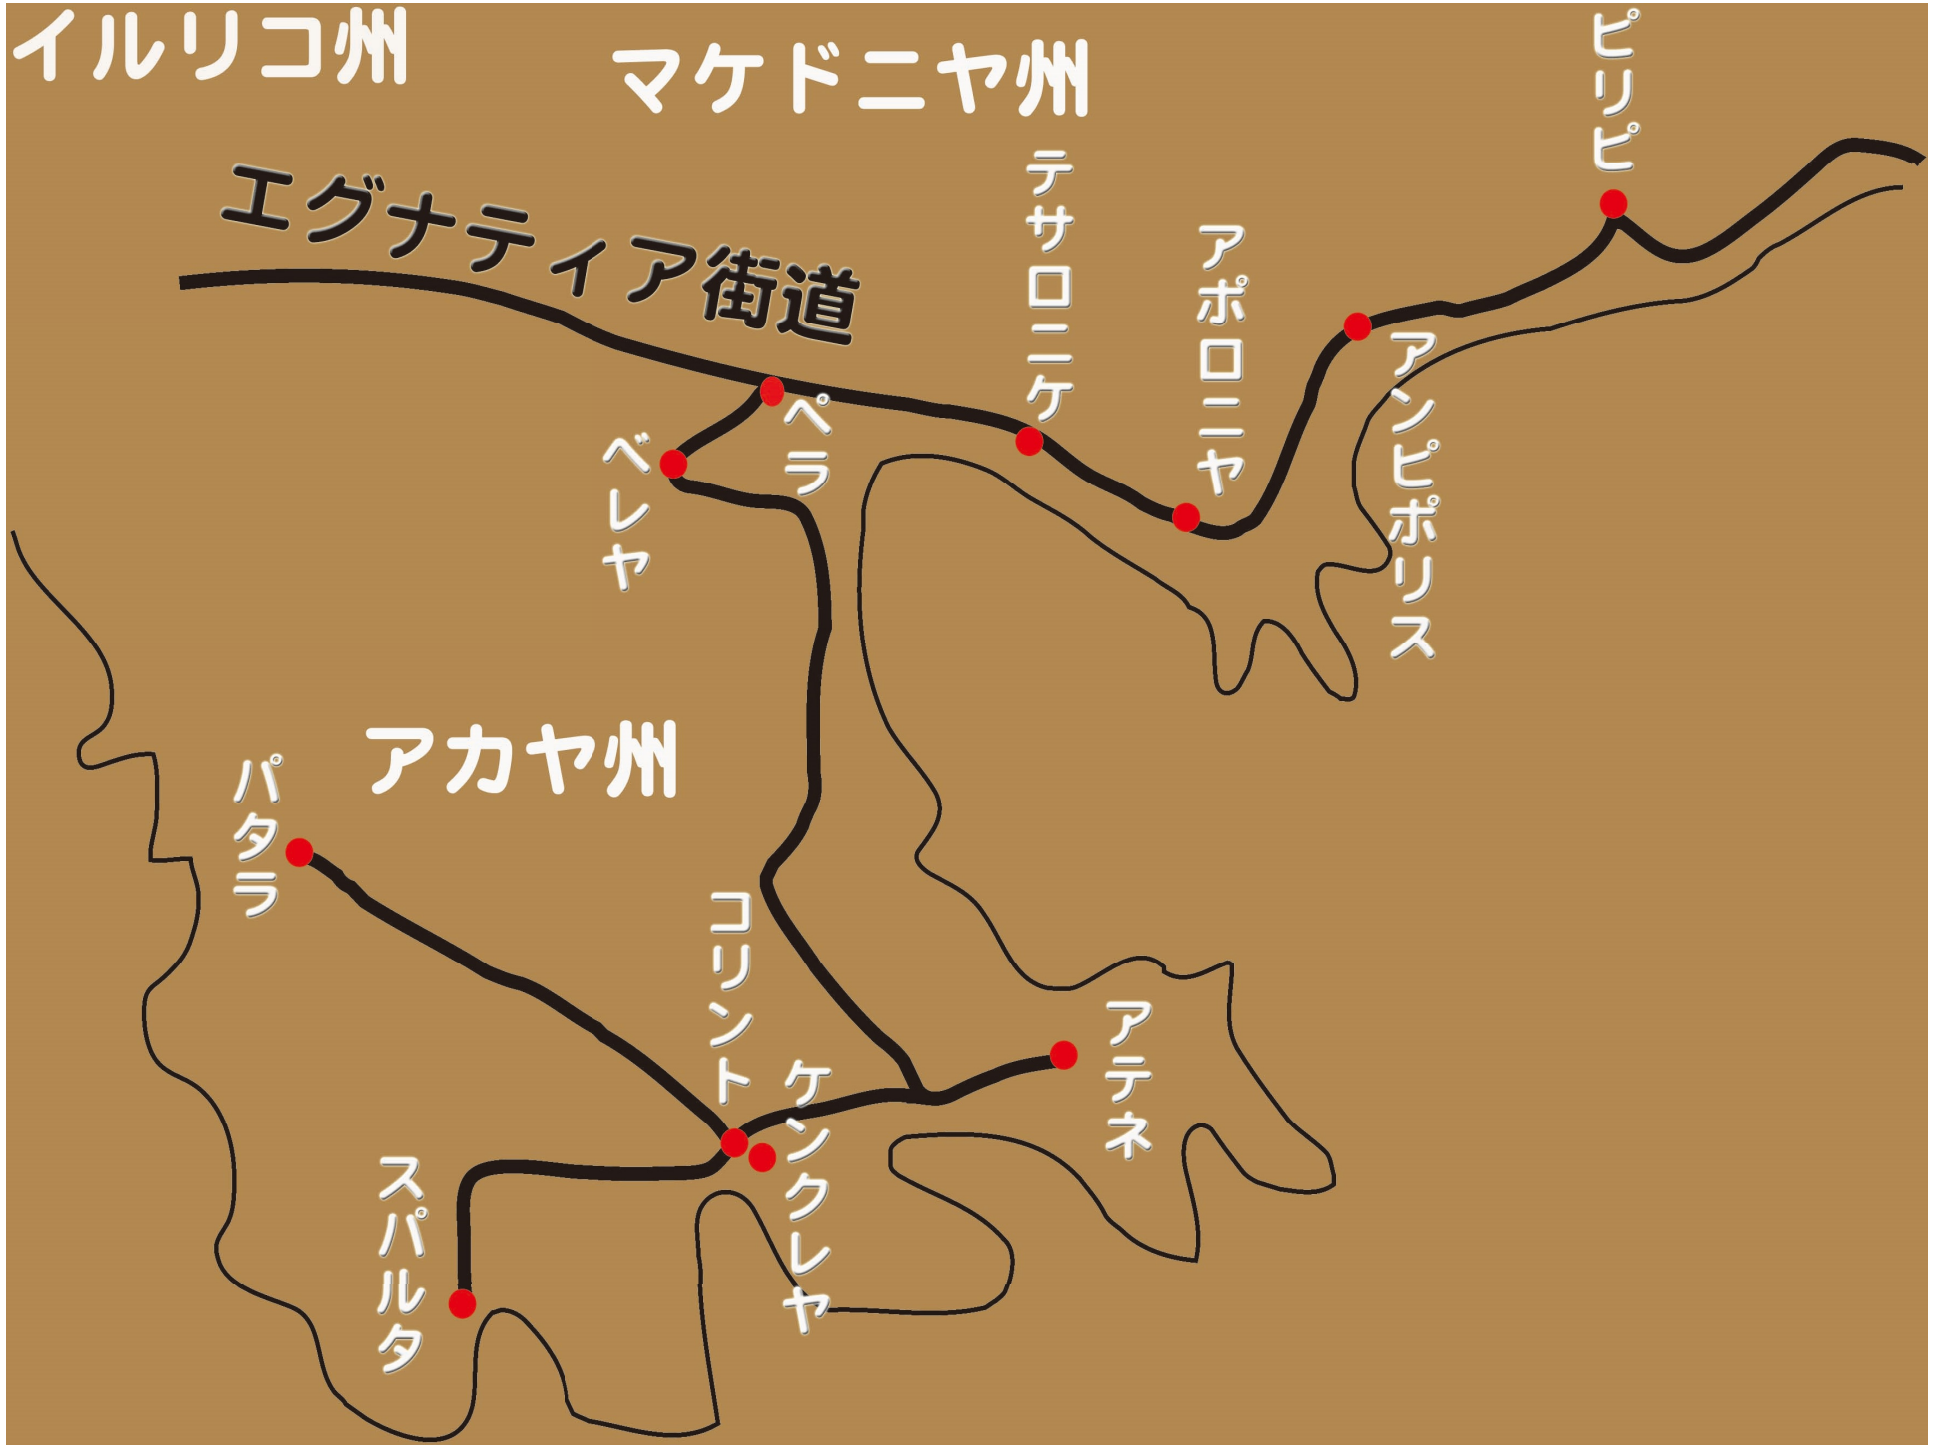 イルリコ州
マケドニヤ州
ピリピ
エグナティア街道
テサロニケ
アポロニヤ
アンピポリス
ペラ
ベレヤ
アカヤ州
パタラ
コリント
アテネ
ケンクレヤ
スパルタ